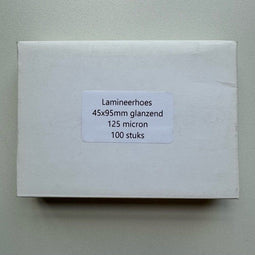 Lamineerhoes
45x95mm glanzend
125 micron
100 stuks